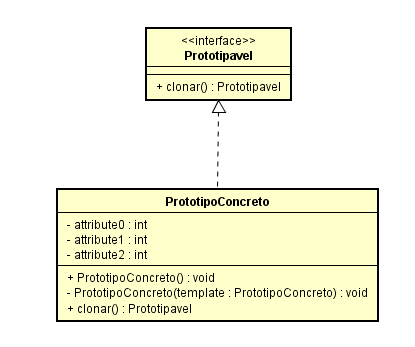 <<interface>>
Prototipavel
+ clonar() : Prototipavel
PrototipoConcreto
- attribute0 : int
- attribute1 : int
- attribute2 : int
+ PrototipoConcreto() : void
- PrototipoConcreto(template : PrototipoConcreto) : void
+ clonar() : Prototipavel